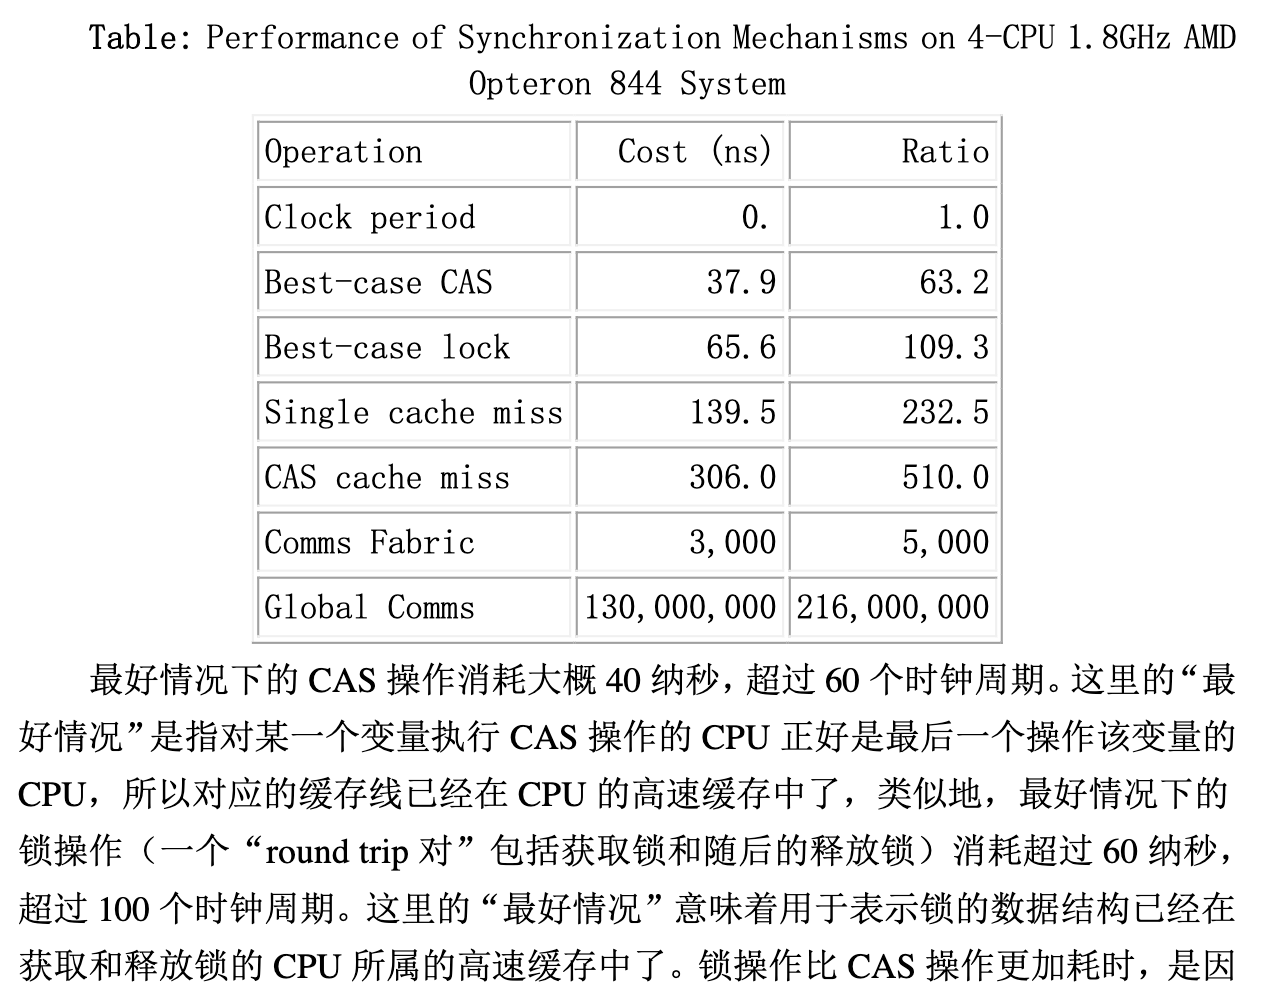 Table: Performance of Synchronization Mechanisms on 4-CPU 1.8GHz AMD
Opteron 844 System
Operation Cost (ns) Ratio
Clock period 0. 1.0
Best-case CAS 37.9 63.2
Best-case lock 65.6 109.3
Single cache miss 139.5 232.5
CAS cache miss 306.0 510.0
Comms Fabric 3,000 5,000
Global Comms 130,000,000 216,000,000
最好情况下的 CAS 操作消耗大概 40 纳秒，超过 60 个时钟周期。这里的“最
好情况”是指对某一个变量执行 CAS 操作的 CPU 正好是最后一个操作该变量的
CPU，所以对应的缓存线已经在 CPU 的高速缓存中了，类似地，最好情况下的
锁操作（一个“round trip 对”包括获取锁和随后的释放锁）消耗超过 60 纳秒，
超过 100 个时钟周期。这里的“最好情况”意味着用于表示锁的数据结构已经在
获取和释放锁的 CPU 所属的高速缓存中了。锁操作比 CAS 操作更加耗时，是因